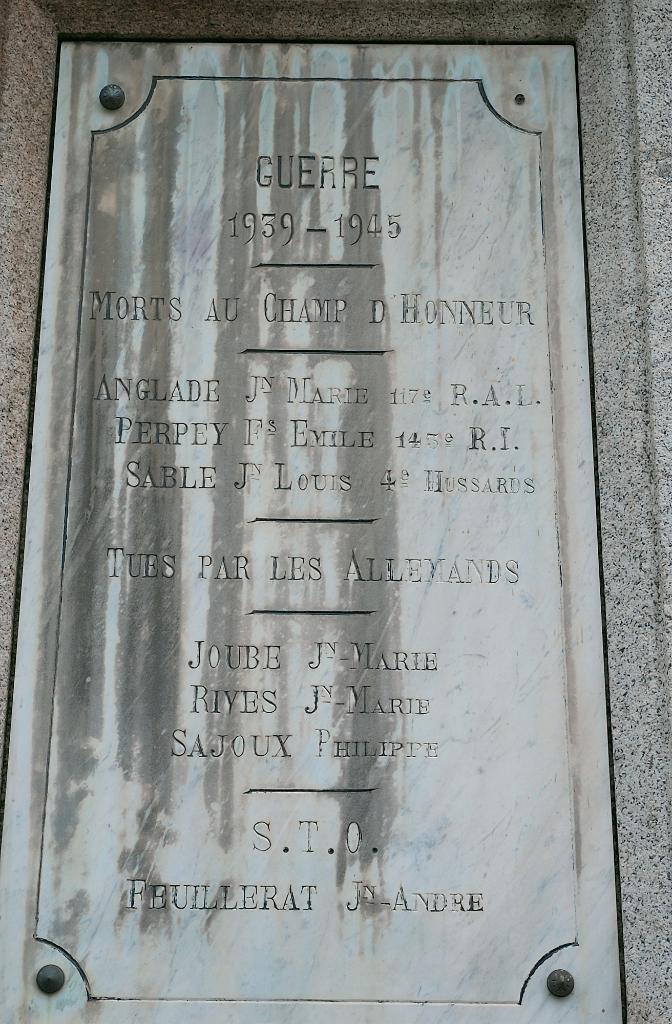 GUERRE
1939 – 1945
MORTS AU CHAMP D'HONNEUR
ANGLADE JN MARIE 117e R.A.L.
PERPEY FS EMILE 143e R.I.
SABLE JN LOUIS 4e HUSSARDS
TUES PAR LES ALLEMANDS
JOUBE JN-MARIE
RIVES JN-MARIE
SAJOUX PHILIPPE
S.T.O.
FEUILLERAT JN-ANDRE